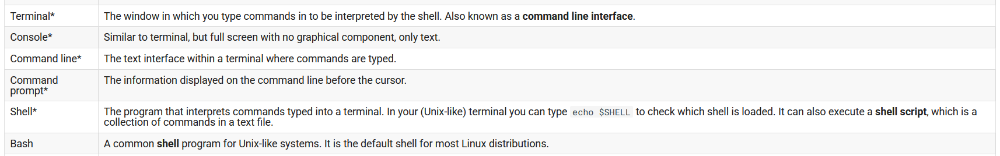 Terminal* The window in which you type commands in to be interpreted by the shell. Also known as a command line interface.
Console* Similar to terminal, but full screen with no graphical component, only text.
Command line* The text interface within a terminal where commands are typed.
Command prompt* The information displayed on the command line before the cursor.
Shell* The program that interprets commands typed into a terminal. In your (Unix-like) terminal you can type echo $SHELL to check which shell is loaded. It can also execute a shell script, which is a
collection of commands in a text file.
Bash A common shell program for Unix-like systems. It is the default shell for most Linux distributions.